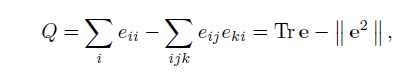 Q = ∑_i e_{ii} − ∑_{ijk} e_{ij}e_{ki} = Tr e − ‖ e² ‖ ,